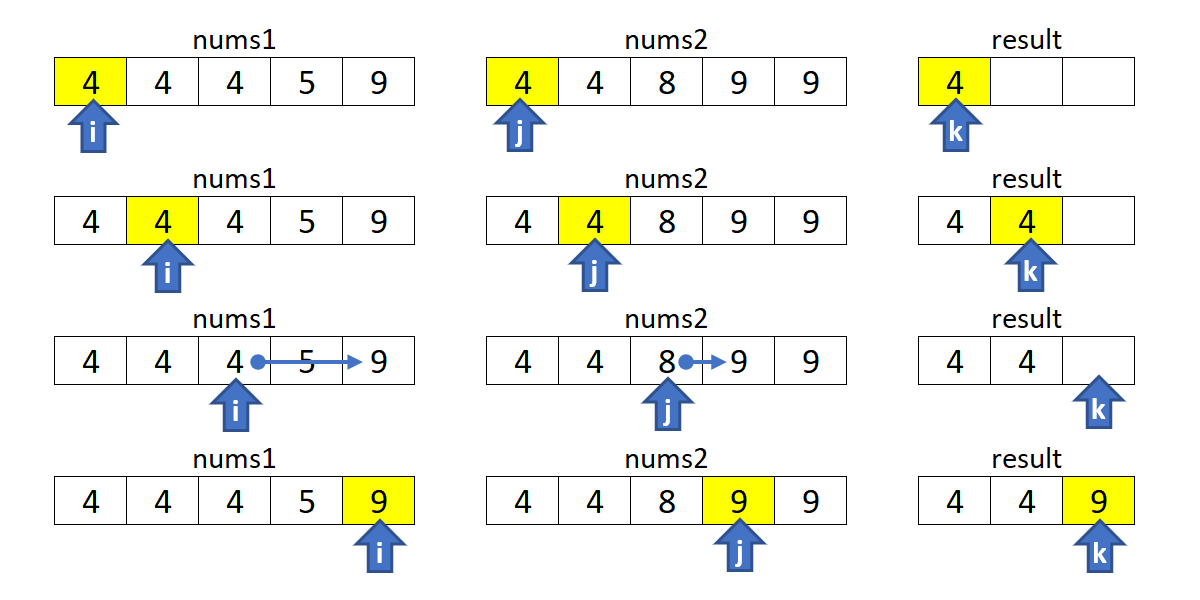 nums1 nums2 result
4 4 4 5 9 4 4 8 9 9 4
i j k
nums1 nums2 result
4 4 4 5 9 4 4 8 9 9 4 4
i j k
nums1 nums2 result
4 4 4 5 9 4 4 8 9 9 4 4
i j k
nums1 nums2 result
4 4 4 5 9 4 4 8 9 9 4 4 9
i j k